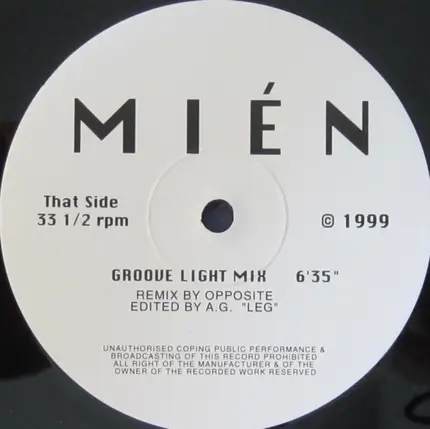 MIÉN
That Side
33 1/2 rpm
© 1999
GROOVE LIGHT MIX 6'35"
REMIX BY OPPOSITE
EDITED BY A.G. "LEG"
UNAUTHORISED COPING PUBLIC PERFORMANCE &
BROADCASTING OF THIS RECORD PROHIBITED
ALL RIGHT OF THE MANUFACTURER & OF THE
OWNER OF THE RECORDED WORK RESERVED